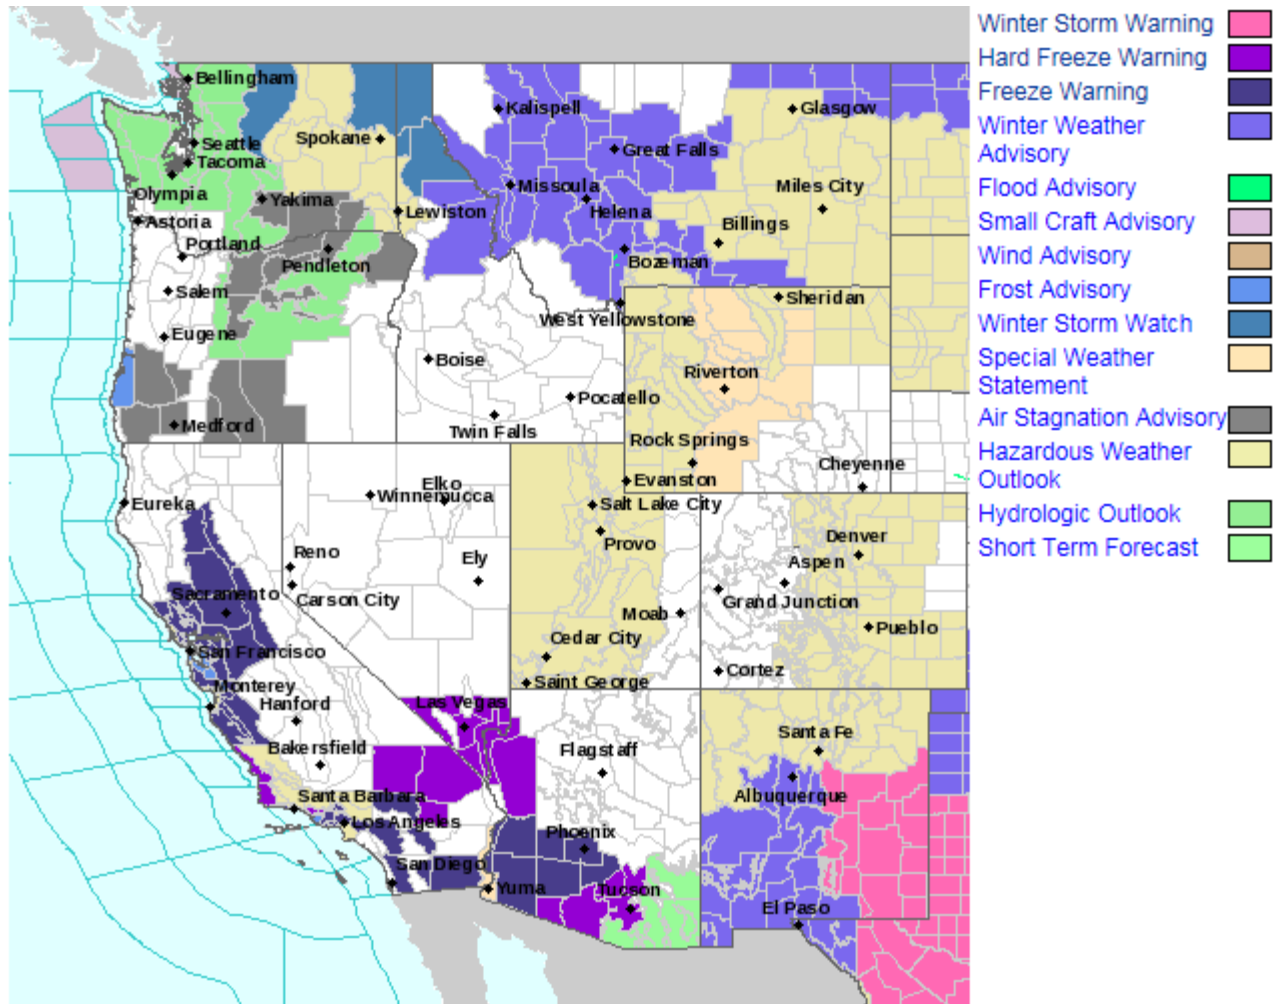 Bellingham
Kalispell
Glasgow
Spokane
Seattle
Great Falls
Tacoma
Missoula
Miles City
Olympia
Yakima
Lewiston
Helena
Astoria
Billings
Portland
Pendleton
Bozeman
Salem
Sheridan
West Yellowstone
Eugene
Boise
Riverton
Pocatello
Medford
Twin Falls
Rock Springs
Cheyenne
Elko
Evanston
Winnemucca
Eureka
Salt Lake City
Provo
Denver
Reno
Ely
Aspen
Sacramento
Carson City
Grand Junction
Moab
Pueblo
Cedar City
San Francisco
Cortez
Monterey
Saint George
Hanford
Las Vegas
Santa Fe
Bakersfield
Flagstaff
Santa Barbara
Albuquerque
Los Angeles
Phoenix
San Diego
Yuma
Tucson
El Paso
Winter Storm Warning
Hard Freeze Warning
Freeze Warning
Winter Weather
Advisory
Flood Advisory
Small Craft Advisory
Wind Advisory
Frost Advisory
Winter Storm Watch
Special Weather
Statement
Air Stagnation Advisory
Hazardous Weather
Outlook
Hydrologic Outlook
Short Term Forecast